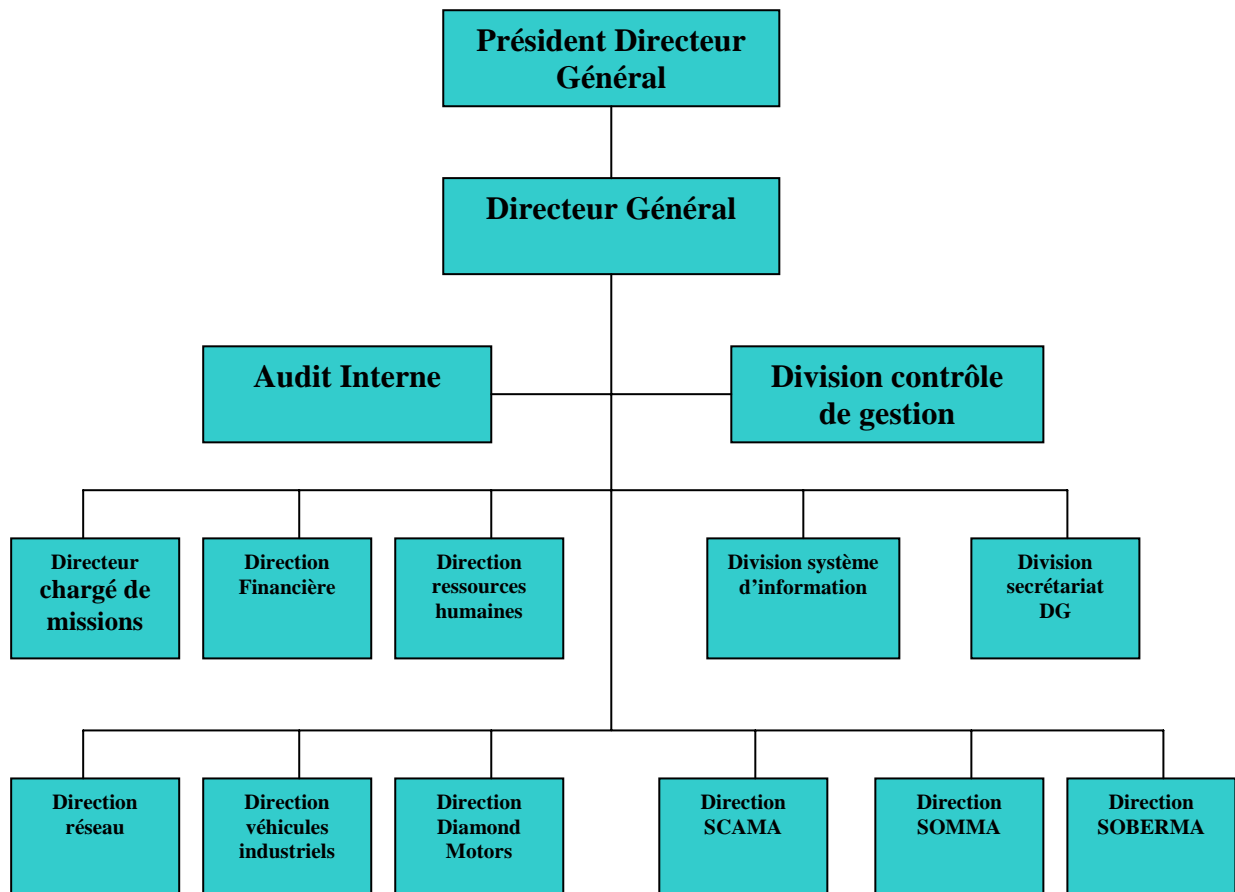 Président Directeur
Général
Directeur Général
Audit Interne
Division contrôle
de gestion
Directeur
chargé de
missions
Direction
Financière
Direction
ressources
humaines
Division système
d'information
Division
secrétariat
DG
Direction
réseau
Direction
véhicules
industriels
Direction
Diamond
Motors
Direction
SCAMA
Direction
SOMMA
Direction
SOBERMA